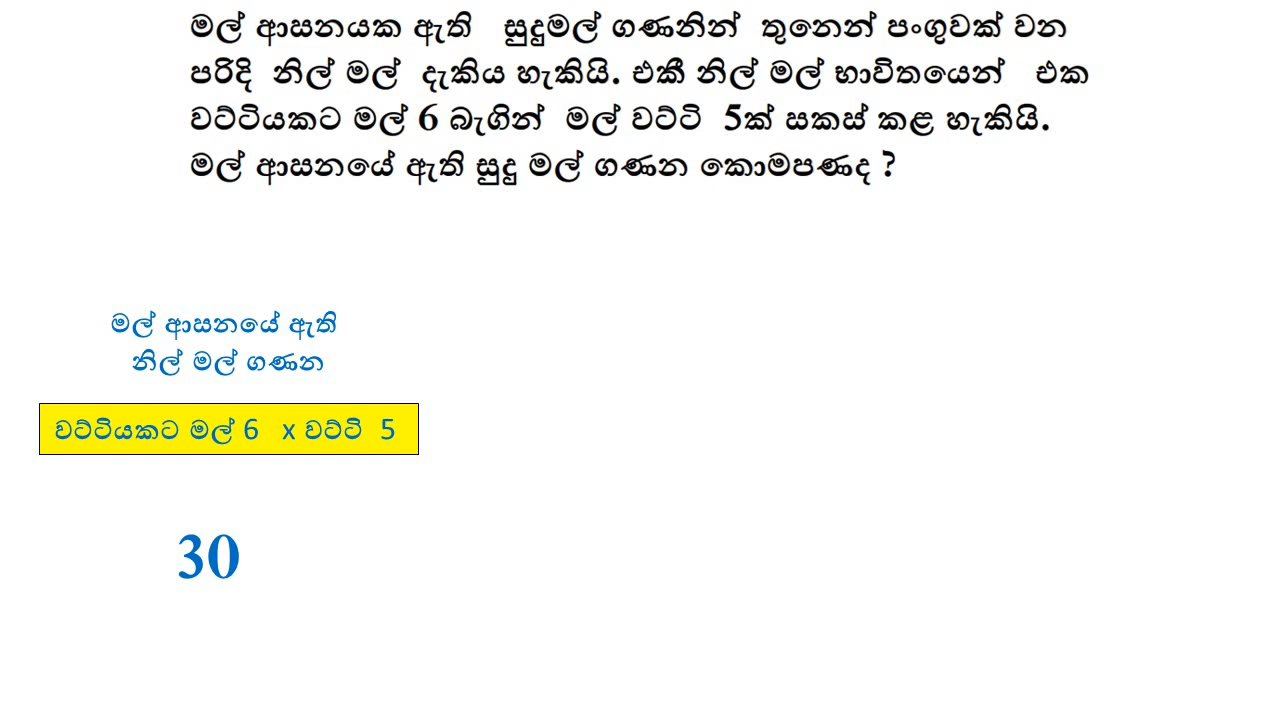 මල් ආසනයක ඇති සුදුමල් ගණනින් තුනෙන් පංගුවක් වන
පරිදි නිල් මල් දැකිය හැකියි. එකී නිල් මල් භාවිතයෙන් එක
වට්ටියකට මල් 6 බැගින් මල් වට්ටි 5ක් සකස් කළ හැකියි.
මල් ආසනයේ ඇති සුදු මල් ගණන කොමපණද ?
මල් ආසනයේ ඇති
නිල් මල් ගණන
වට්ටියකට මල් 6 x වට්ටි 5
30